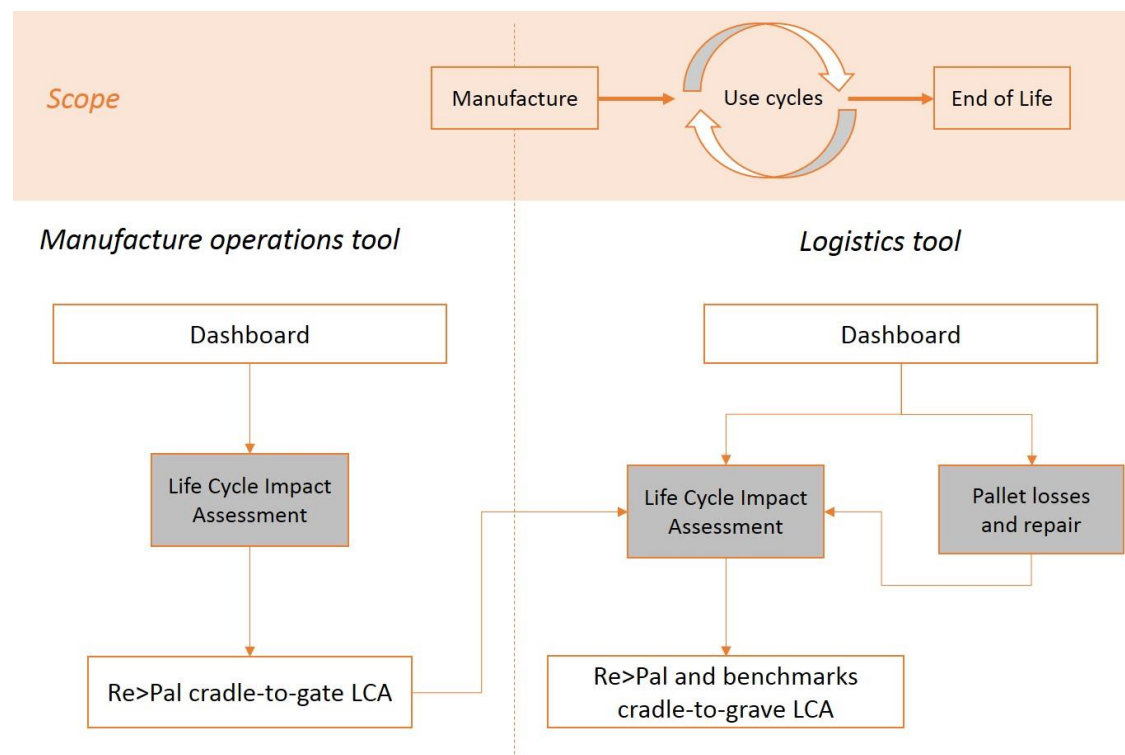 Scope
Manufacture
Use cycles
End of Life
Manufacture operations tool
Logistics tool
Dashboard
Dashboard
Life Cycle Impact
Assessment
Life Cycle Impact
Assessment
Pallet losses
and repair
Re>Pal cradle-to-gate LCA
Re>Pal and benchmarks
cradle-to-grave LCA